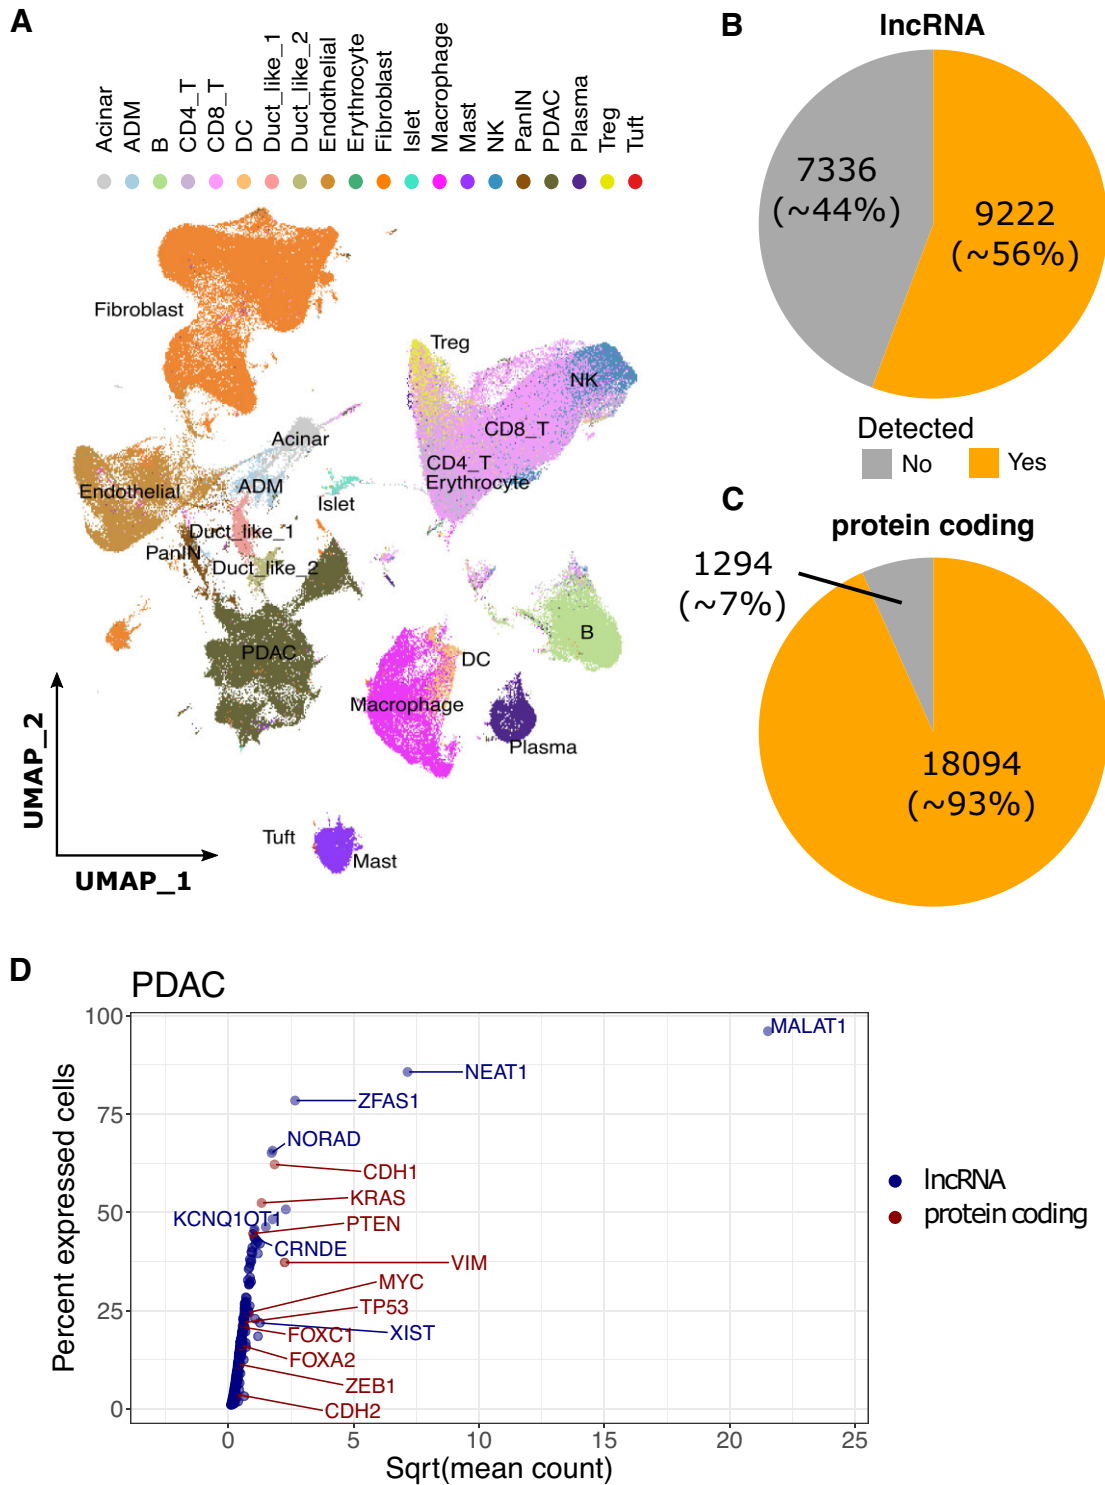 A
Acinar
ADM
B
CD4_T
CD8_T
DC
Duct_like_1
Duct_like_2
Endothelial
Erythrocyte
Fibroblast
Islet
Macrophage
Mast
NK
PanIN
PDAC
Plasma
Treg
Tuft
Fibroblast
Treg
NK
Acinar
CD8_T
CD4_T
Erythrocyte
Endothelial
ADM
Islet
Duct_like_1
PanIN
Duct_like_2
B
PDAC
DC
Macrophage
Plasma
Tuft
Mast
UMAP_2
UMAP_1
B
lncRNA
7336
(~44%)
9222
(~56%)
Detected
No
Yes
C
protein coding
1294
(~7%)
18094
(~93%)
D
PDAC
Percent expressed cells
100
75
50
25
0
MALAT1
NEAT1
ZFAS1
NORAD
CDH1
KRAS
KCNQ1OT1
PTEN
CRNDE
VIM
MYC
TP53
XIST
FOXC1
FOXA2
ZEB1
CDH2
0
5
10
15
20
25
Sqrt(mean count)
lncRNA
protein coding